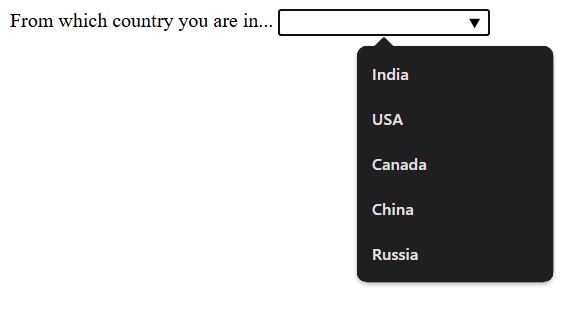 From which country you are in...
India
USA
Canada
China
Russia